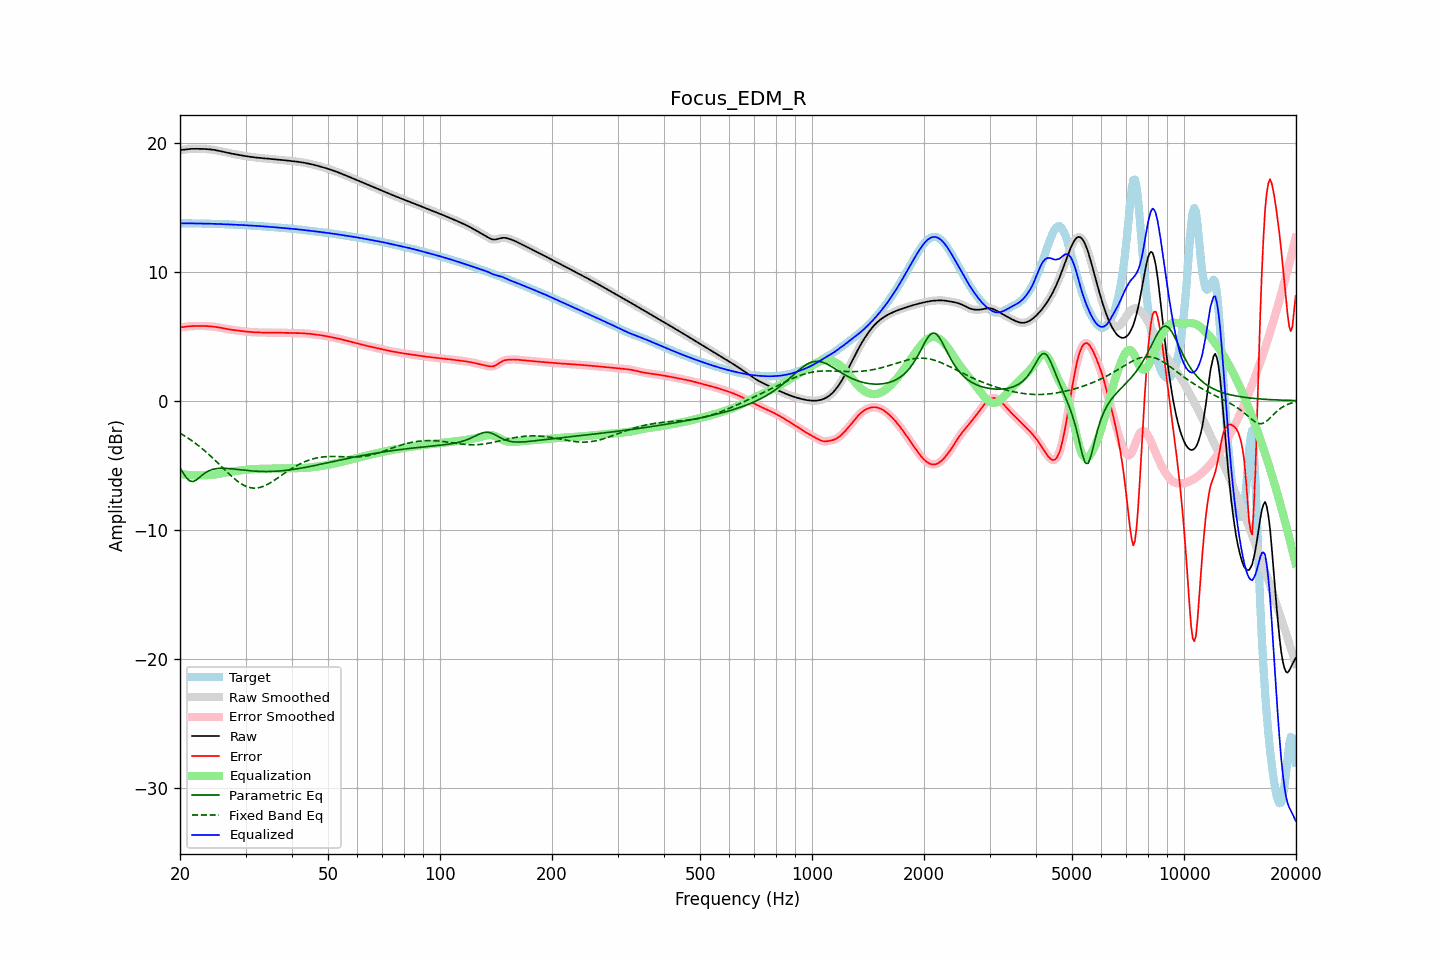 Focus_EDM_R
Amplitude (dBr)
20
10
0
−10
−20
−30
Target
Raw Smoothed
Error Smoothed
Raw
Error
Equalization
Parametric Eq
Fixed Band Eq
Equalized
20 50 100 200 500 1000 2000 5000 10000 20000
Frequency (Hz)